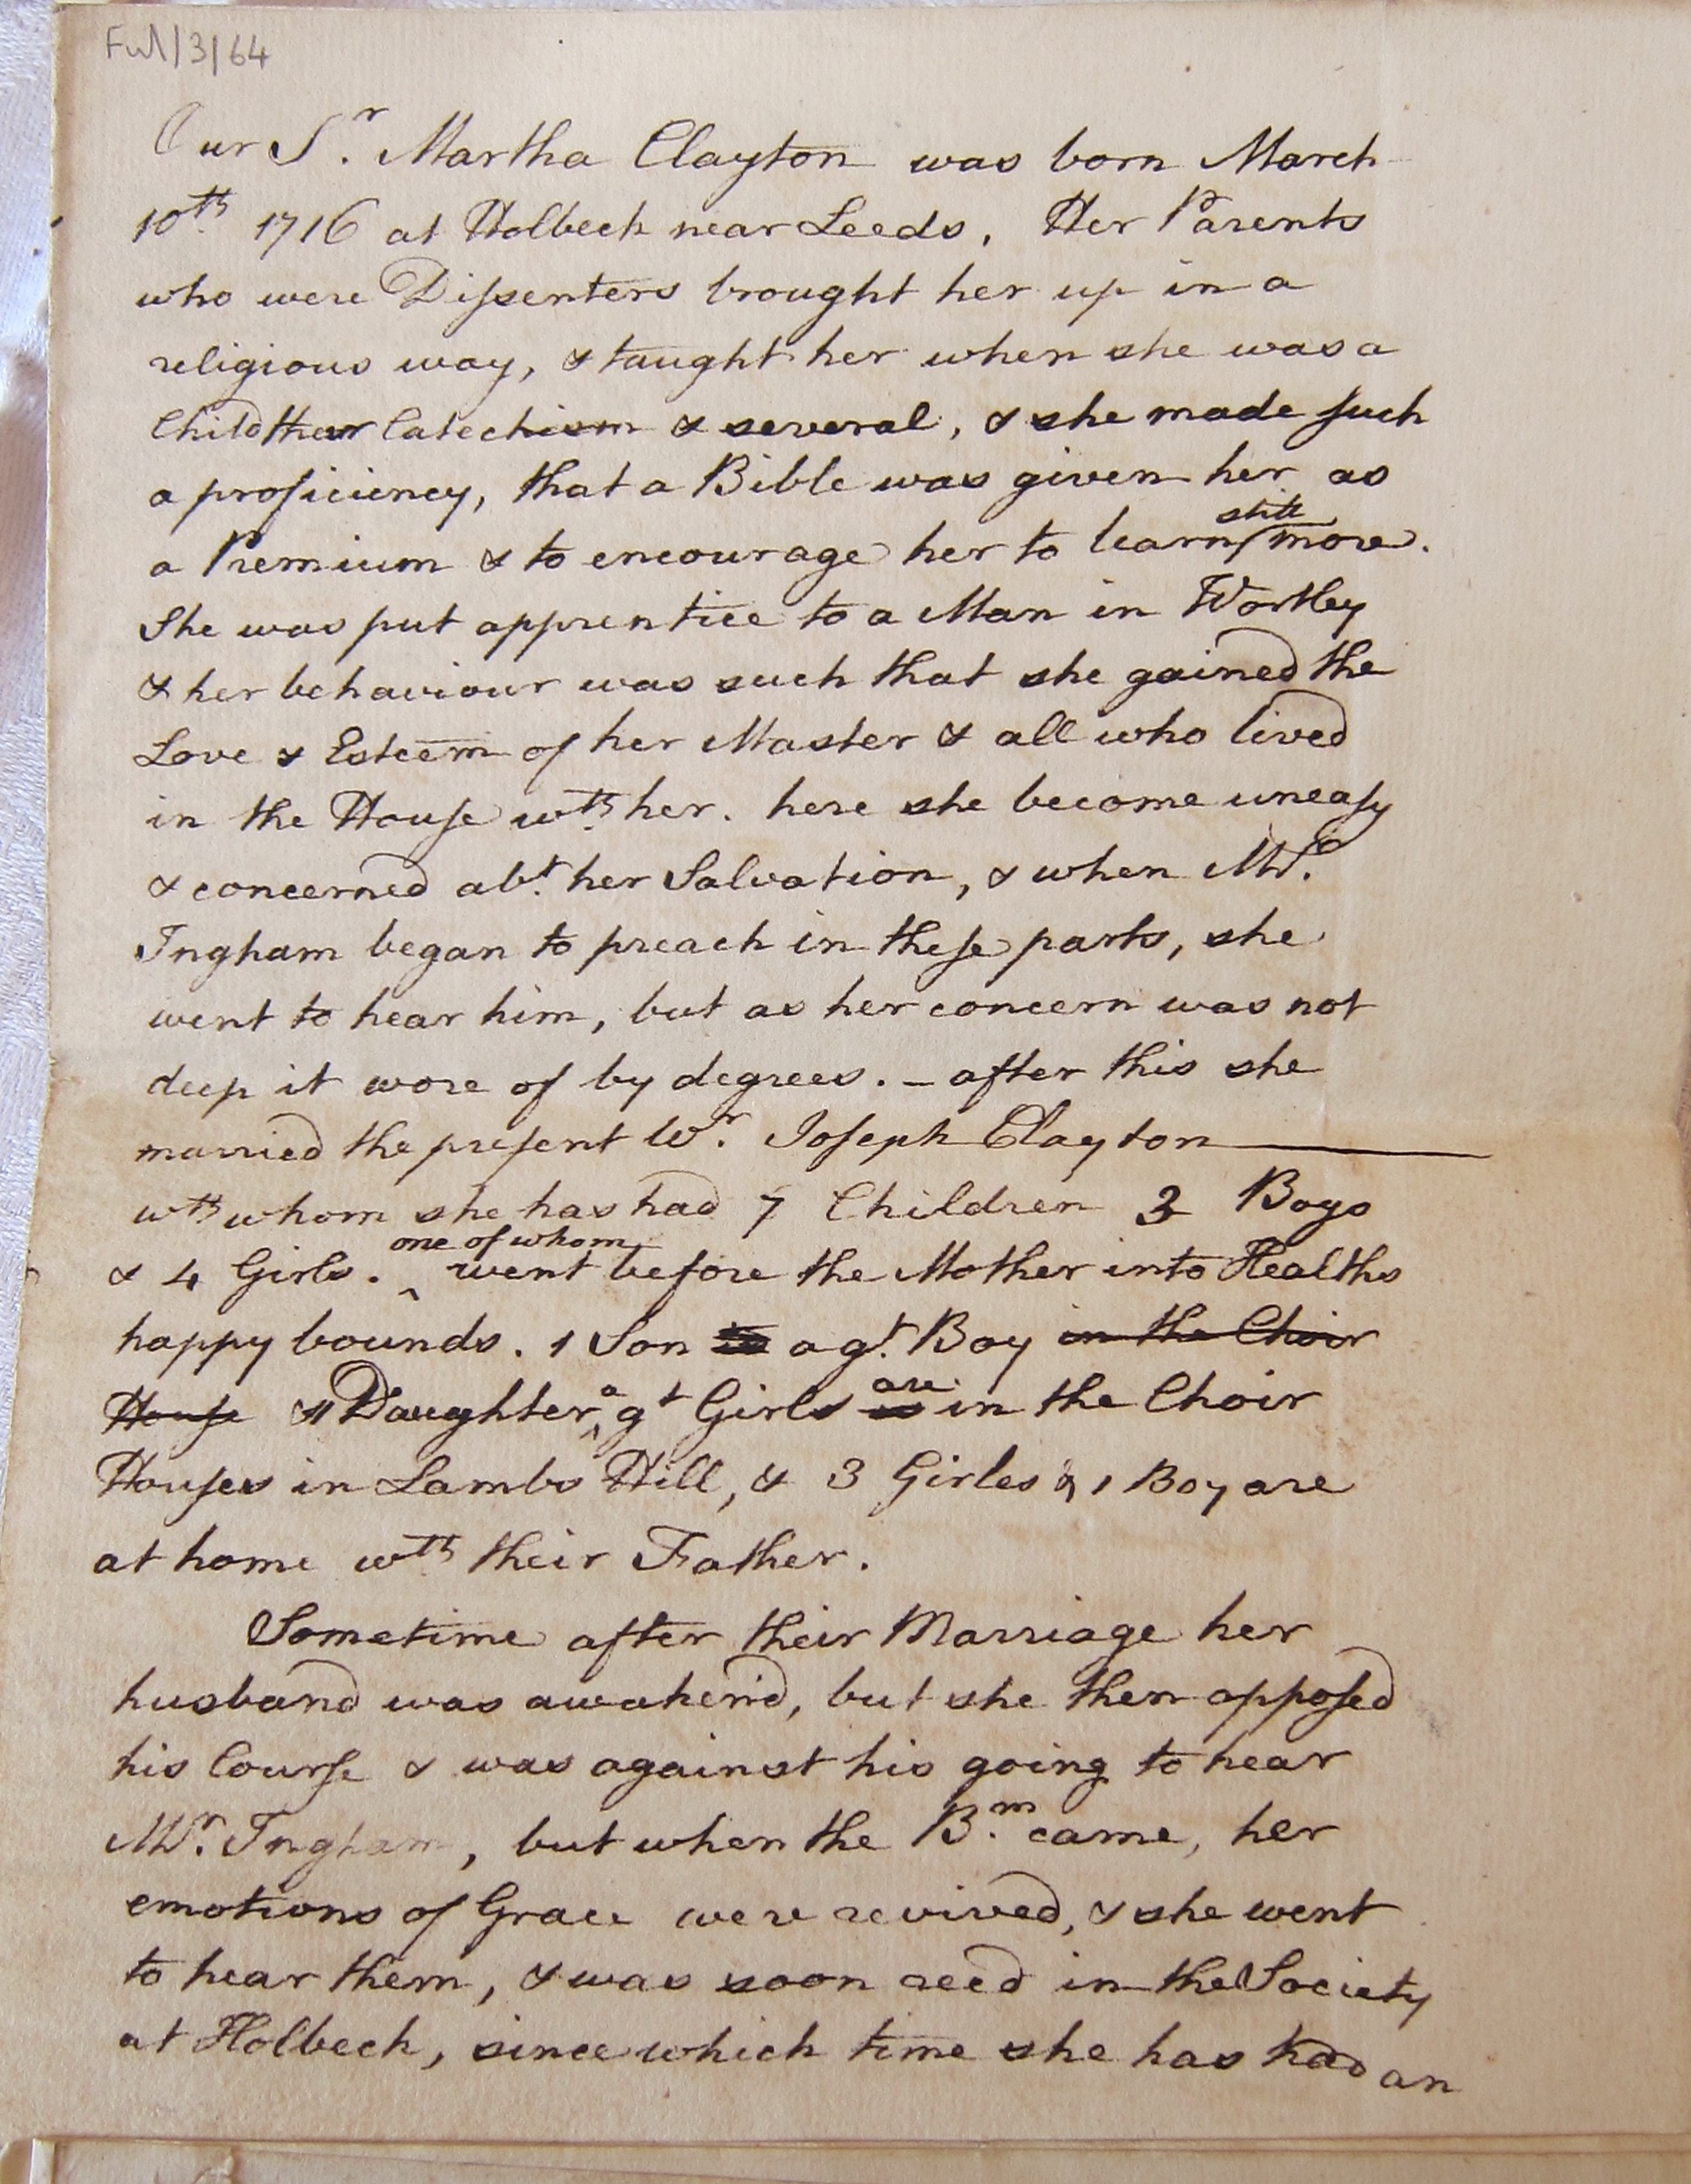 Ful/3/64
Our Sr. Martha Clayton was born March
10th. 1716 at Holbeck near Leeds. Her Parents
who were Dissenters brought her up in a
religious way, & taught her when she was a
Child their Catechism & several, & she made such
a proficiency, that a Bible was given her as
a Premium & to encourage her to learn still more.
She was put apprentice to a Man in Wortley
& her behaviour was such that she gained the
Love & Esteem of her Master & all who lived
in the House wth. her. here she become uneasy
& concerned abt. her Salvation, & when Mr.
Ingham began to preach in these parts, she
went to hear him, but as her concern was not
deep it wore of by degrees. – after this she
married the present Wr. Joseph Clayton
wth whom she has had 7 Children 3 Boys
& 4 Girls. one of whom went before the Mother into Healths
happy bounds. 1 Son is a gt. Boy in the Choir
House & 1 Daughter a gt Girls are in the Choir
Houses in Lambs Hill, & 3 Girles & 1 Boy are
at home wth. their Father.
Sometime after their Marriage her
husband was awaken'd, but she then opposed
his Course & was against his going to hear
Mr. Ingham, but when the Bm. came, her
emotions of Grace were revived, & she went
to hear them, & was soon recd in the Society
at Holbeck, since which time she has had an